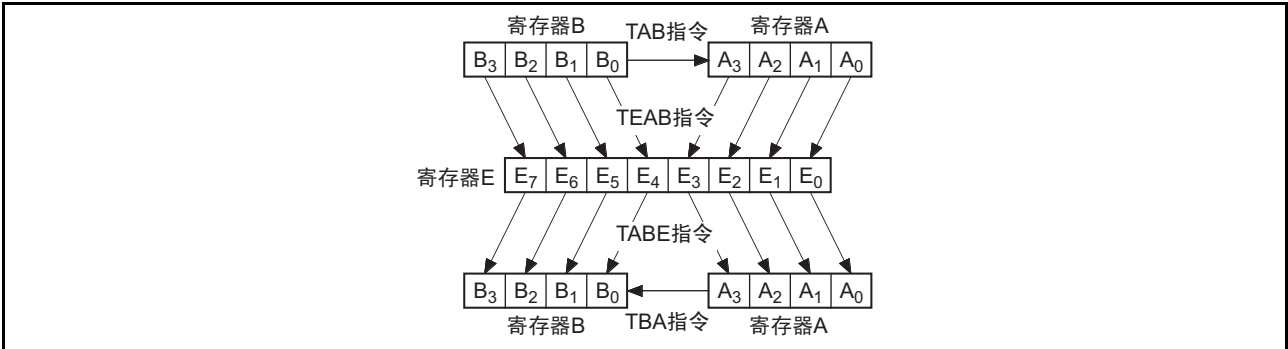 寄存器B TAB指令 寄存器A
B3 B2 B1 B0 A3 A2 A1 A0
TEAB指令
寄存器E E7 E6 E5 E4 E3 E2 E1 E0
TABE指令
B3 B2 B1 B0 A3 A2 A1 A0
寄存器B TBA指令 寄存器A